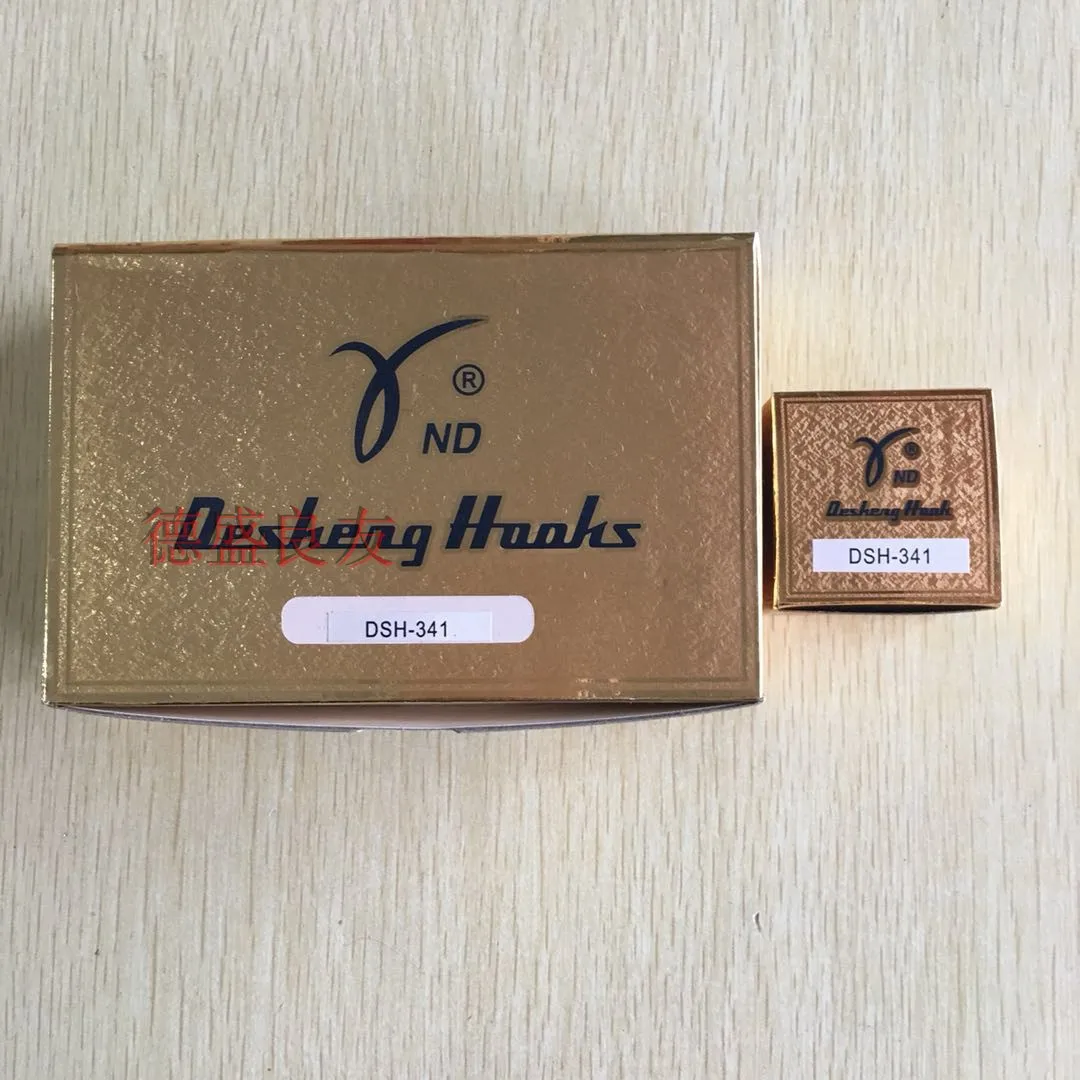 ®
ND
Desheng Hooks
德盛良友
DSH-341
®
ND
Desheng Hook
DSH-341